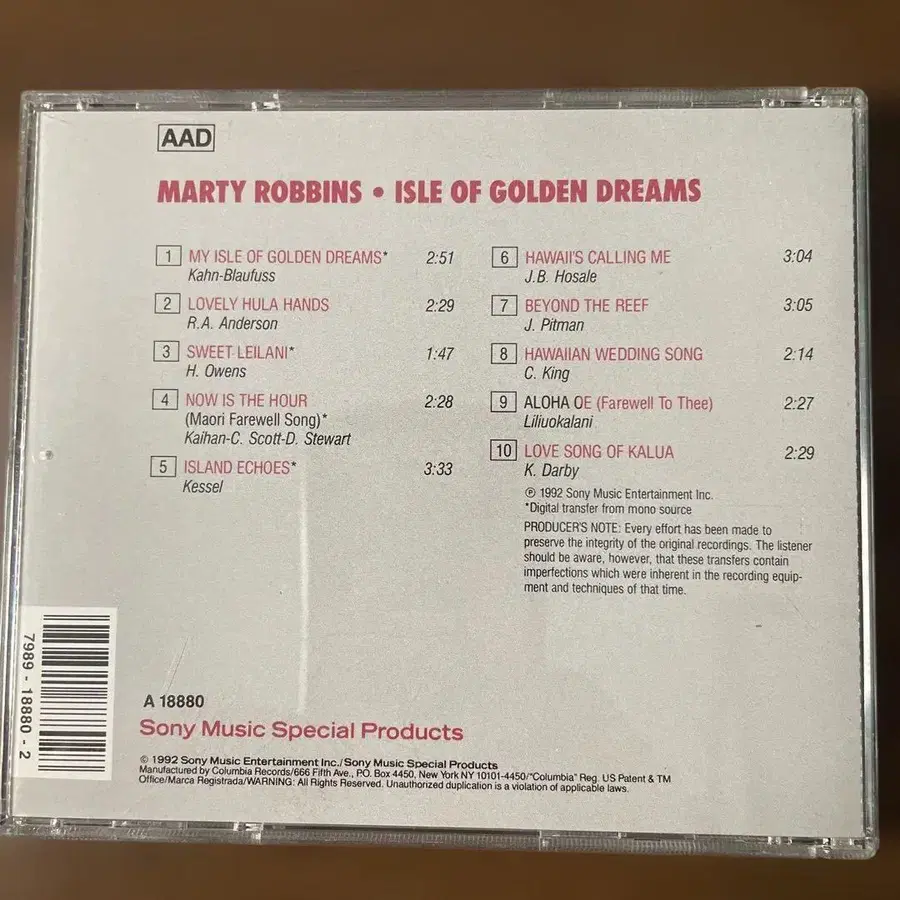 AAD
MARTY ROBBINS • ISLE OF GOLDEN DREAMS
1 MY ISLE OF GOLDEN DREAMS* 2:51
Kahn-Blaufuss
2 LOVELY HULA HANDS 2:29
R.A. Anderson
3 SWEET LEILANI* 1:47
H. Owens
4 NOW IS THE HOUR 2:28
(Maori Farewell Song)*
Kaihan-C. Scott-D. Stewart
5 ISLAND ECHOES* 3:33
Kessel
6 HAWAII'S CALLING ME 3:04
J.B. Hosale
7 BEYOND THE REEF 3:05
J. Pitman
8 HAWAIIAN WEDDING SONG 2:14
C. King
9 ALOHA OE (Farewell To Thee) 2:27
Liliuokalani
10 LOVE SONG OF KALUA 2:29
K. Darby
℗ 1992 Sony Music Entertainment Inc.
*Digital transfer from mono source
PRODUCER'S NOTE: Every effort has been made to
preserve the integrity of the original recordings. The listener
should be aware, however, that these transfers contain
imperfections which were inherent in the recording equip-
ment and techniques of that time.
7989 - 18880 - 2
A 18880
Sony Music Special Products
© 1992 Sony Music Entertainment Inc./Sony Music Special Products
Manufactured by Columbia Records/666 Fifth Ave., P.O. Box 4450, New York NY 10101-4450/"Columbia" Reg. US Patent & TM
Office/Marca Registrada/WARNING: All Rights Reserved. Unauthorized duplication is a violation of applicable laws.